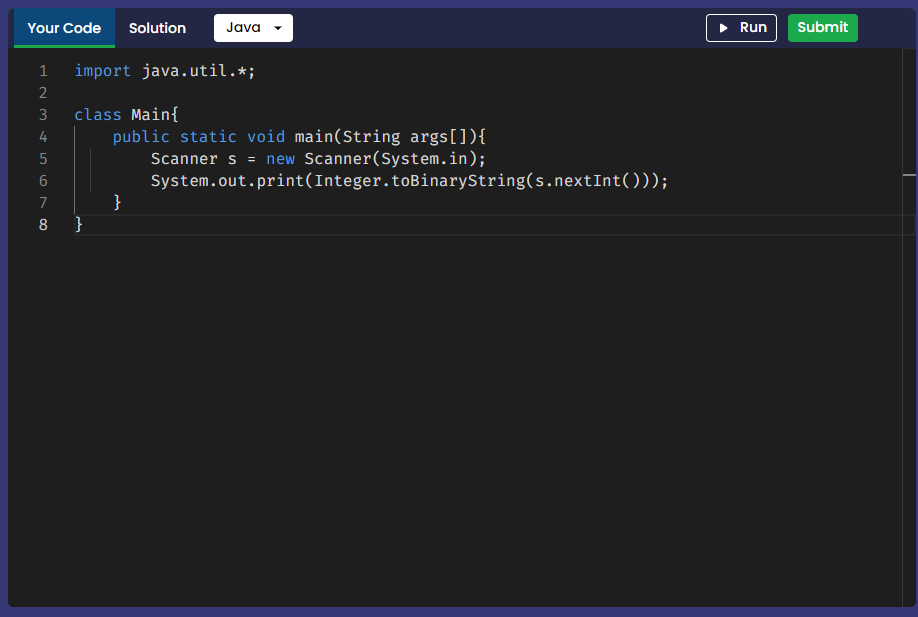 Your Code Solution Java Run Submit
1 import java.util.*;
2
3 class Main{
4 public static void main(String args[]){
5 Scanner s = new Scanner(System.in);
6 System.out.print(Integer.toBinaryString(s.nextInt()));
7 }
8 }